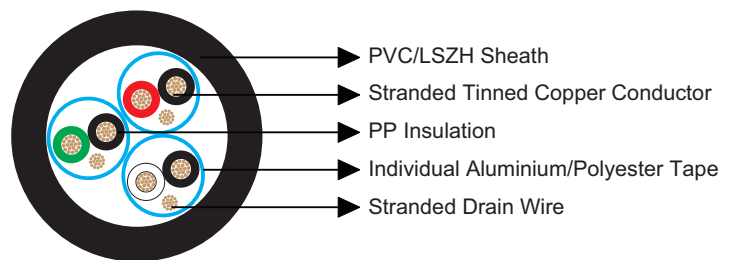 PVC/LSZH Sheath
Stranded Tinned Copper Conductor
PP Insulation
Individual Aluminium/Polyester Tape
Stranded Drain Wire